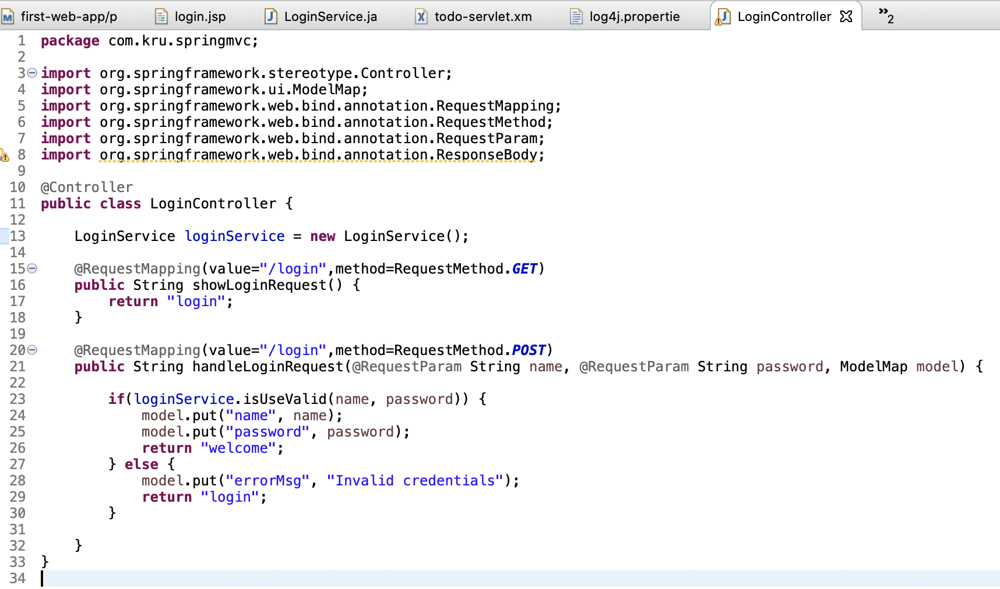 first-web-app/p login.jsp LoginService.ja todo-servlet.xm log4j.propertie LoginController »2
1 package com.kru.springmvc;
2
3 import org.springframework.stereotype.Controller;
4 import org.springframework.ui.ModelMap;
5 import org.springframework.web.bind.annotation.RequestMapping;
6 import org.springframework.web.bind.annotation.RequestMethod;
7 import org.springframework.web.bind.annotation.RequestParam;
8 import org.springframework.web.bind.annotation.ResponseBody;
9
10 @Controller
11 public class LoginController {
12
13     LoginService loginService = new LoginService();
14
15     @RequestMapping(value="/login",method=RequestMethod.GET)
16     public String showLoginRequest() {
17         return "login";
18     }
19
20     @RequestMapping(value="/login",method=RequestMethod.POST)
21     public String handleLoginRequest(@RequestParam String name, @RequestParam String password, ModelMap model) {
22
23         if(loginService.isUseValid(name, password)) {
24             model.put("name", name);
25             model.put("password", password);
26             return "welcome";
27         } else {
28             model.put("errorMsg", "Invalid credentials");
29             return "login";
30         }
31
32     }
33 }
34